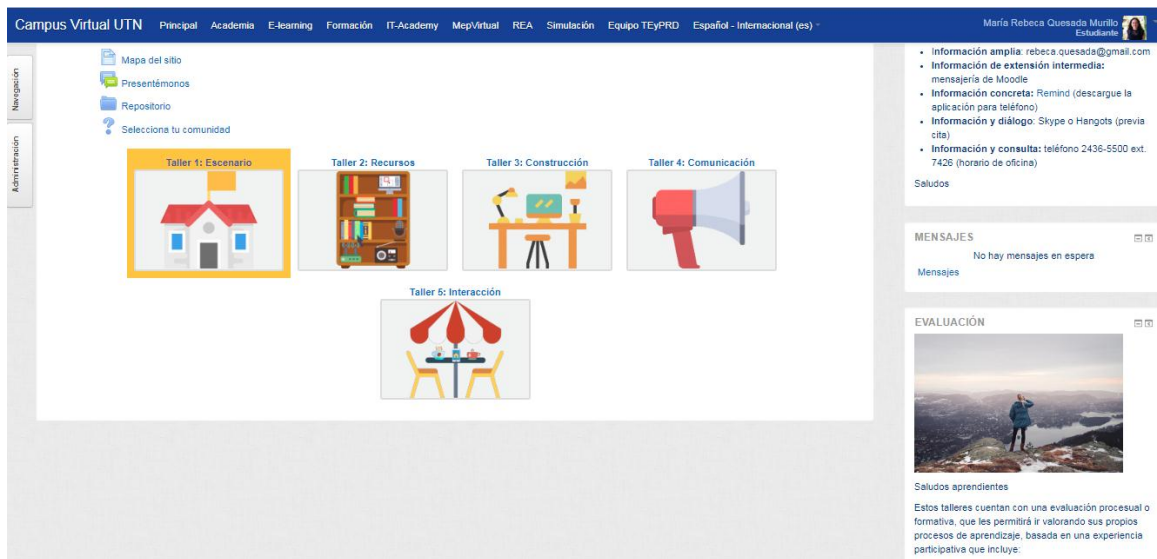 Campus Virtual UTN Principal Academia E-learning Formación IT-Academy MepVirtual REA Simulación Equipo TEyPRD Español - Internacional (es)
María Rebeca Quesada Murillo
Estudiante
Navegación
Administración
Mapa del sitio
Presentémonos
Repositorio
Selecciona tu comunidad
Taller 1: Escenario
Taller 2: Recursos
Taller 3: Construcción
Taller 4: Comunicación
Taller 5: Interacción
Información amplia: rebeca.quesada@gmail.com
Información de extensión intermedia:
mensajería de Moodle
Información concreta: Remind (descargue la
aplicación para teléfono)
Información y diálogo: Skype o Hangots (previa
cita)
Información y consulta: teléfono 2436-5500 ext.
7426 (horario de oficina)
Saludos
MENSAJES
No hay mensajes en espera
Mensajes
EVALUACIÓN
Saludos aprendientes
Estos talleres cuentan con una evaluación procesual o
formativa, que les permitirá ir valorando sus propios
procesos de aprendizaje, basada en una experiencia
participativa que incluye: